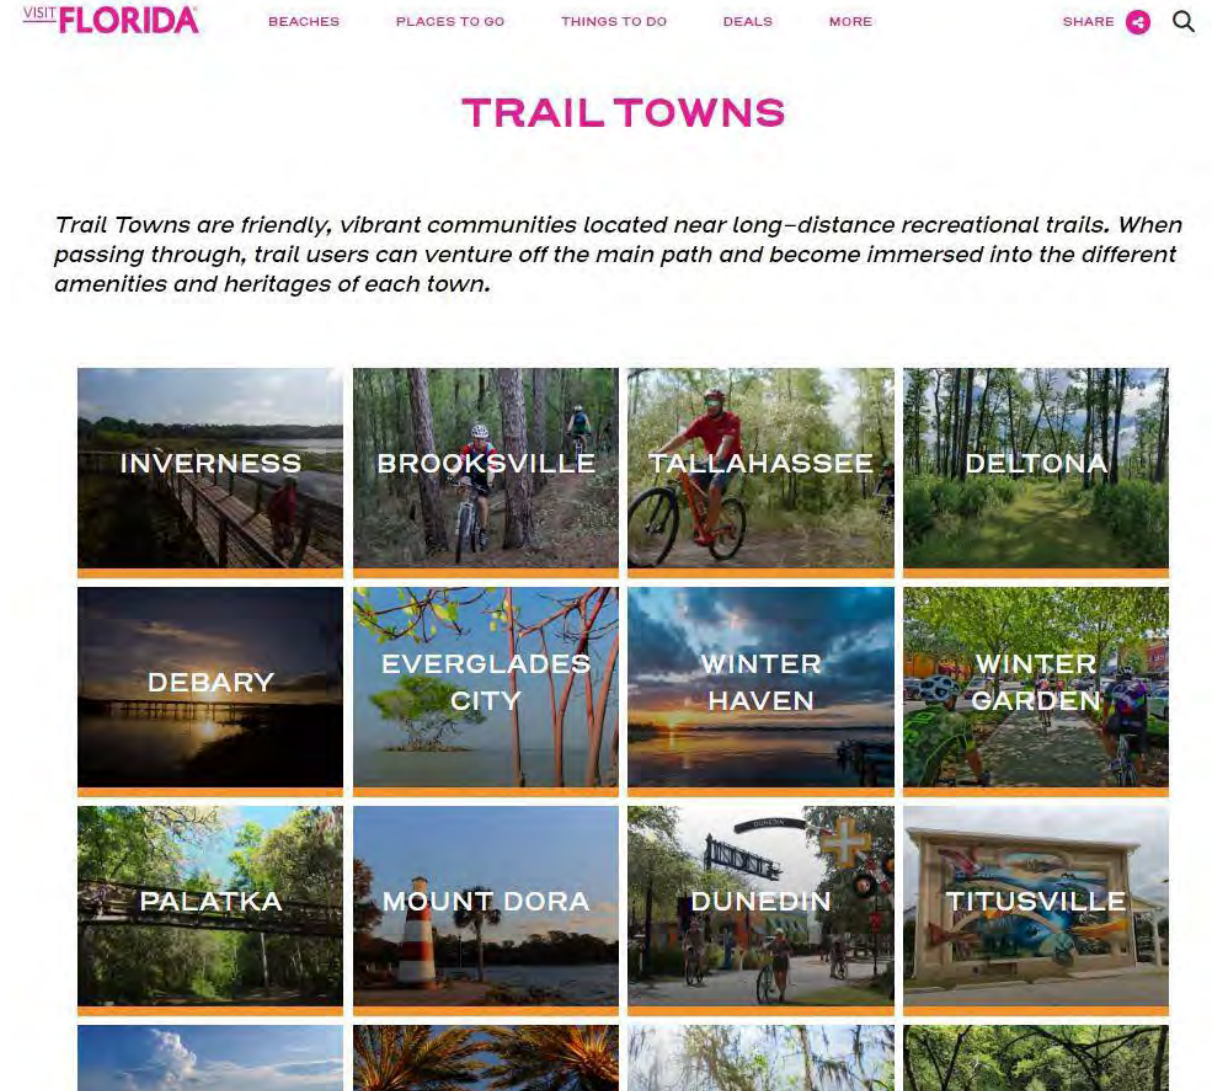 VISIT FLORIDA
BEACHES PLACES TO GO THINGS TO DO DEALS MORE SHARE
TRAIL TOWNS
Trail Towns are friendly, vibrant communities located near long-distance recreational trails. When
passing through, trail users can venture off the main path and become immersed into the different
amenities and heritages of each town.
INVERNESS
BROOKSVILLE
TALLAHASSEE
DELTONA
DEBARY
EVERGLADES
CITY
WINTER
HAVEN
WINTER
GARDEN
PALATKA
MOUNT DORA
DUNEDIN
DUNEDIN
TITUSVILLE